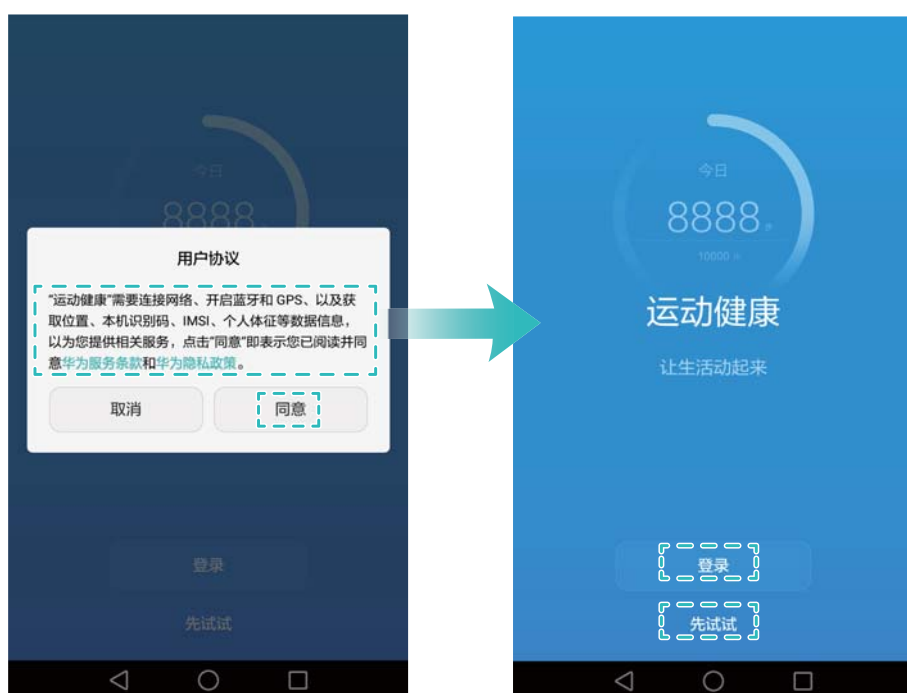 今日
8888
用户协议
“运动健康”需要连接网络、开启蓝牙和 GPS、以及获
取位置、本机识别码、IMSI、个人体征等数据信息，
以为您提供相关服务，点击“同意”即表示您已阅读并同
意华为服务条款和华为隐私政策。
取消
同意
登录
先试试
今日
8888
10000
运动健康
让生活动起来
登录
先试试